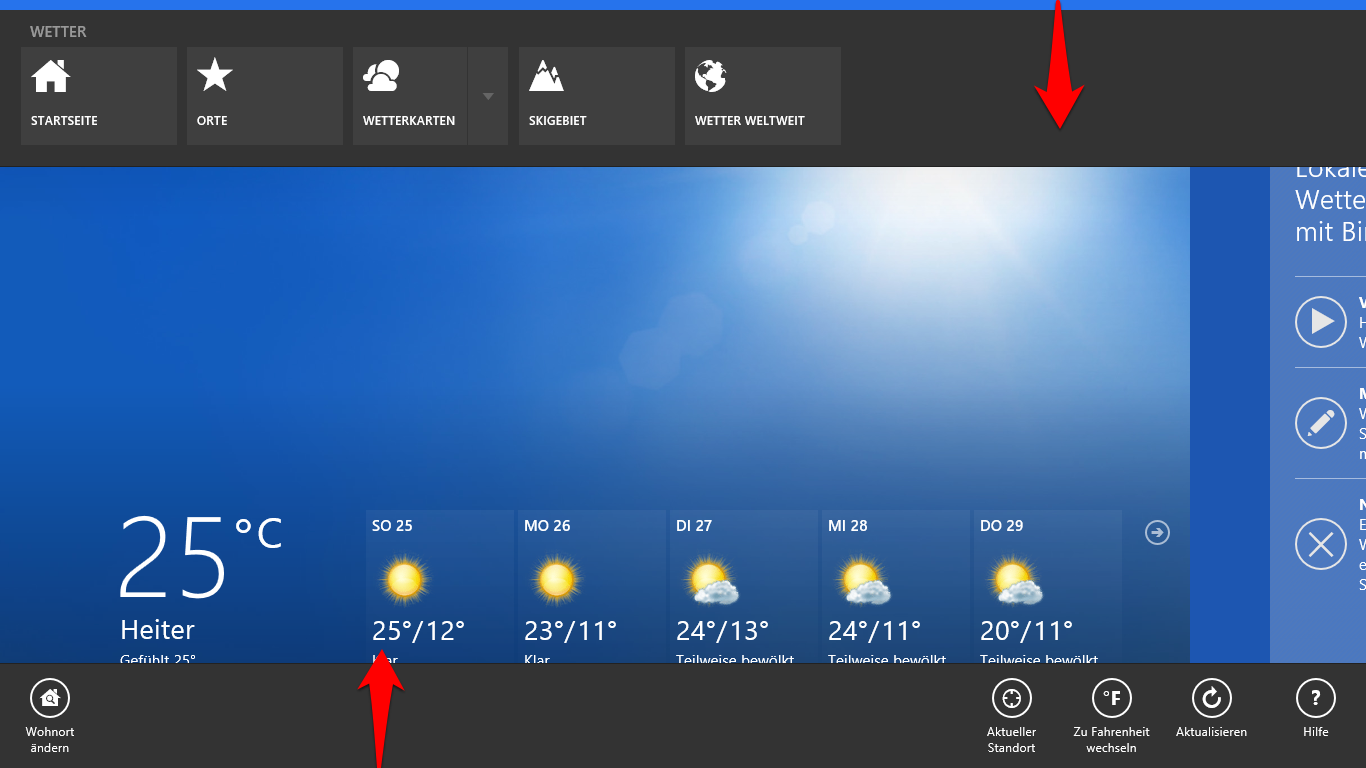 WETTER
STARTSEITE
ORTE
WETTERKARTEN
SKIGEBIET
WETTER WELTWEIT
Lokale
Wette
mit Bi
V
H
W
M
W
S
m
N
E
W
e
S
25°C
Heiter
Gefühlt 25°
SO 25
25°/12°
Klar
MO 26
23°/11°
Klar
DI 27
24°/13°
Teilweise bewölkt
MI 28
24°/11°
Teilweise bewölkt
DO 29
20°/11°
Teilweise bewölkt
Wohnort
ändern
Aktueller
Standort
°F
Zu Fahrenheit
wechseln
Aktualisieren
?
Hilfe